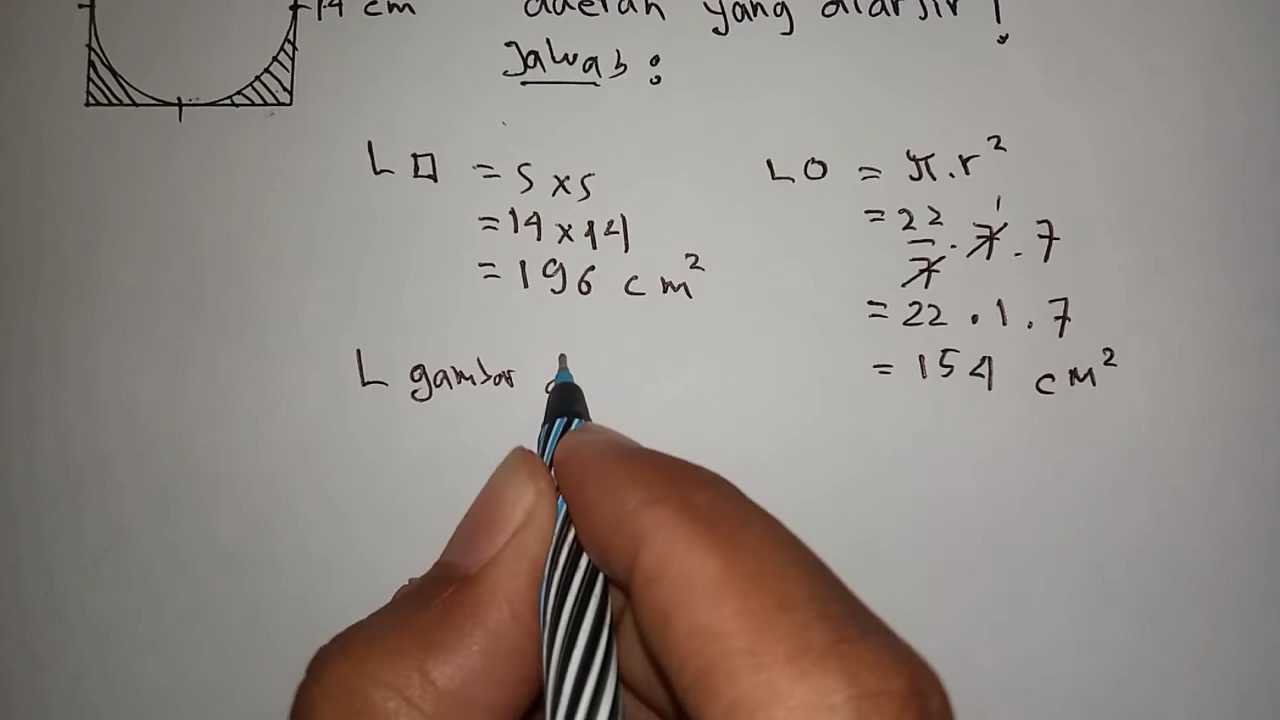 14 cm
daerah yang diarsir !
Jawab :
L □ = s x s
= 14 x 14
= 196 cm²
L O = π . r²
= 22/7 . 7 . 7
1
= 22 . 1 . 7
= 154 cm²
L gambar